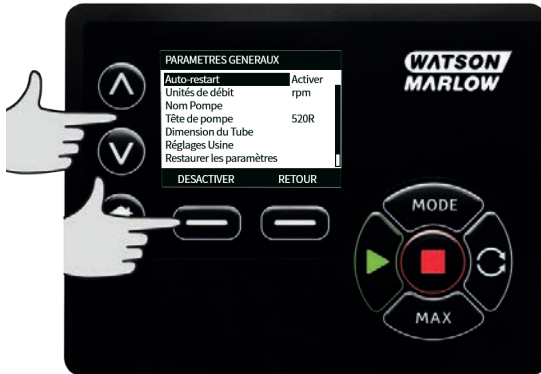 PARAMETRES GENERAUX
Auto-restart Activer
Unités de débit rpm
Nom Pompe
Tête de pompe 520R
Dimension du Tube
Réglages Usine
Restaurer les paramètres
DESACTIVER RETOUR
WATSON
MARLOW
MODE
MAX